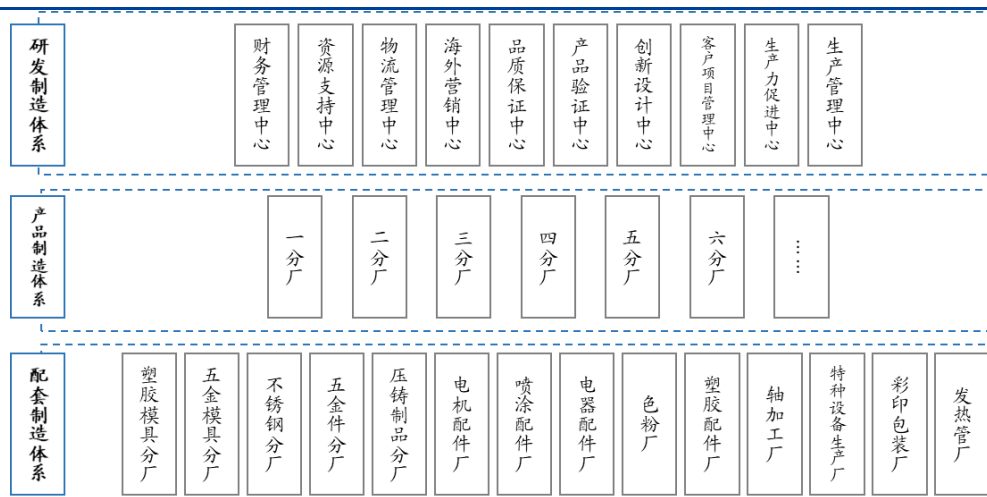 研发制造体系
财务管理中心
资源支持中心
物流管理中心
海外营销中心
品质保证中心
产品验证中心
创新设计中心
客户项目管理中心
生产力促进中心
生产管理中心
产品制造体系
一分厂
二分厂
三分厂
四分厂
五分厂
六分厂
……
配套制造体系
塑胶模具分厂
五金模具分厂
不锈钢分厂
五金件分厂
压铸制品分厂
电机配件厂
喷涂配件厂
电器配件厂
色粉厂
塑胶配件厂
轴加工厂
特种设备生产厂
彩印包装厂
发热管厂